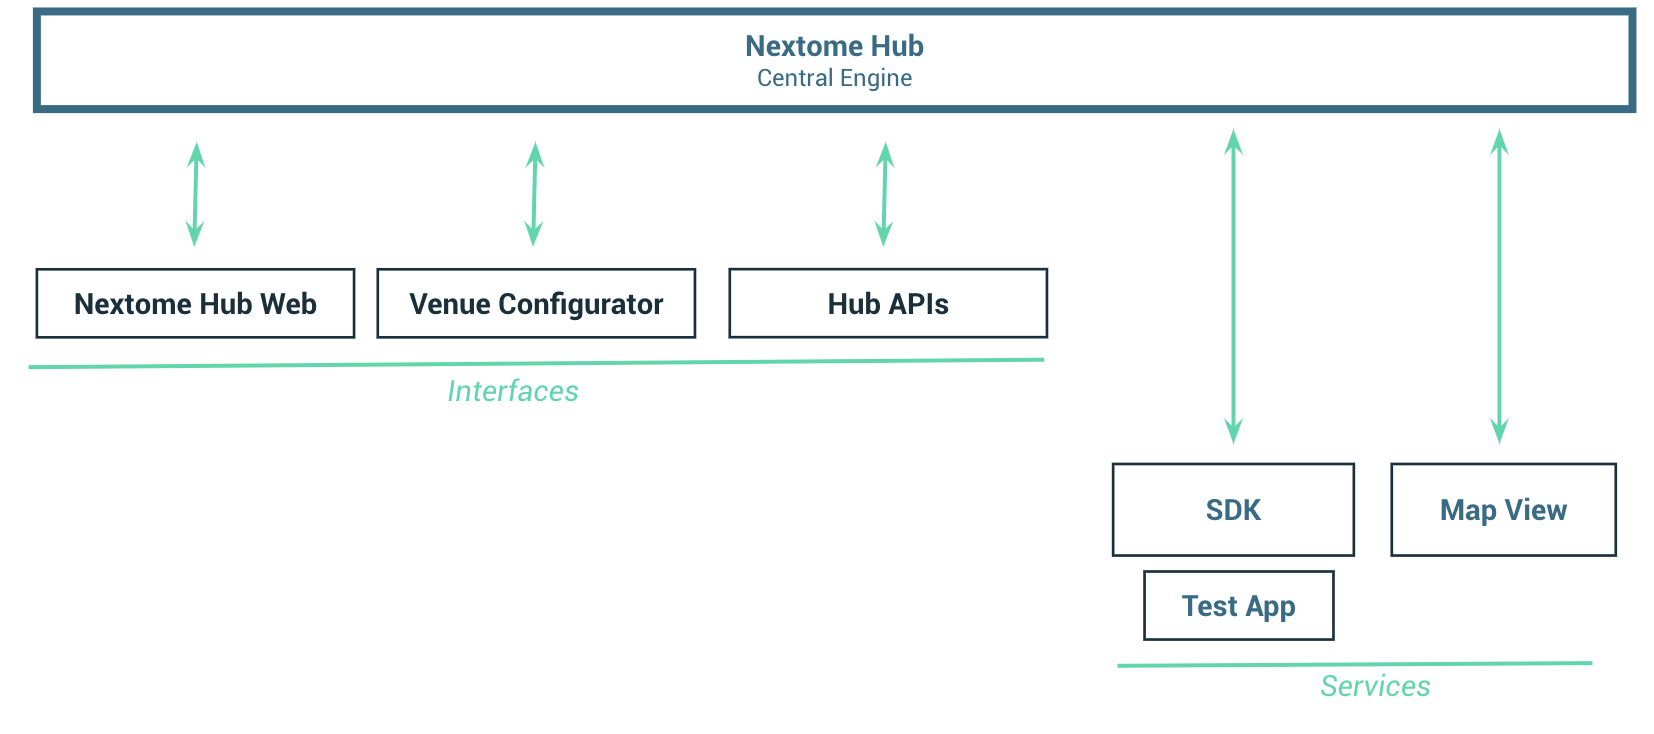 Nextome Hub
Central Engine
Nextome Hub Web
Venue Configurator
Hub APIs
Interfaces
SDK
Map View
Test App
Services